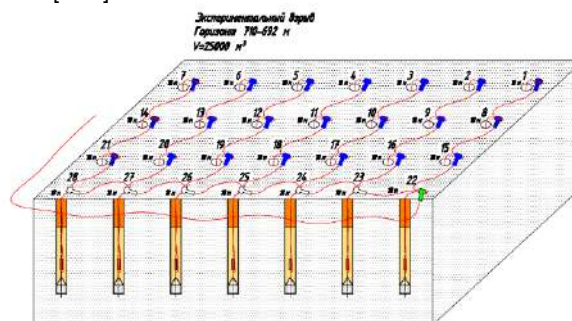 Экспериментальный взрыв
Горизонт 710-692 м
V=25000 м³
7 6 5 4 3 2 1
14 13 12 11 10 9 8
21 20 19 18 17 16 15
28 27 26 25 24 23 22